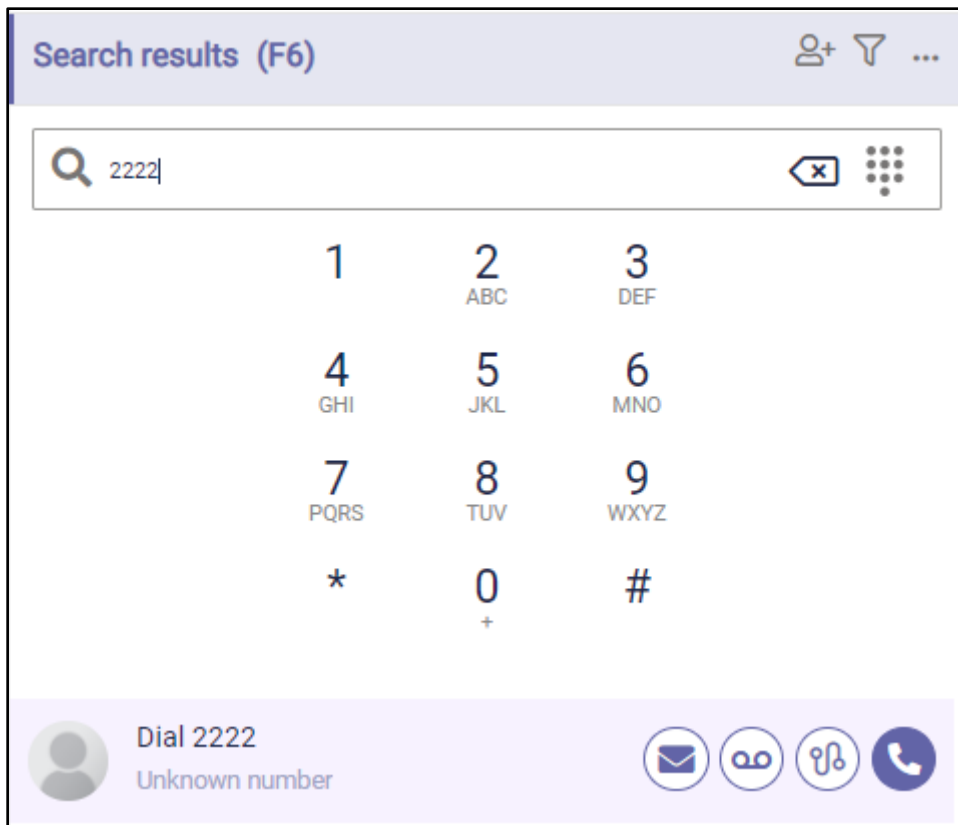 Search results (F6)
2222
1 2 3
ABC DEF
4 5 6
GHI JKL MNO
7 8 9
PQRS TUV WXYZ
* 0 #
+
Dial 2222
Unknown number